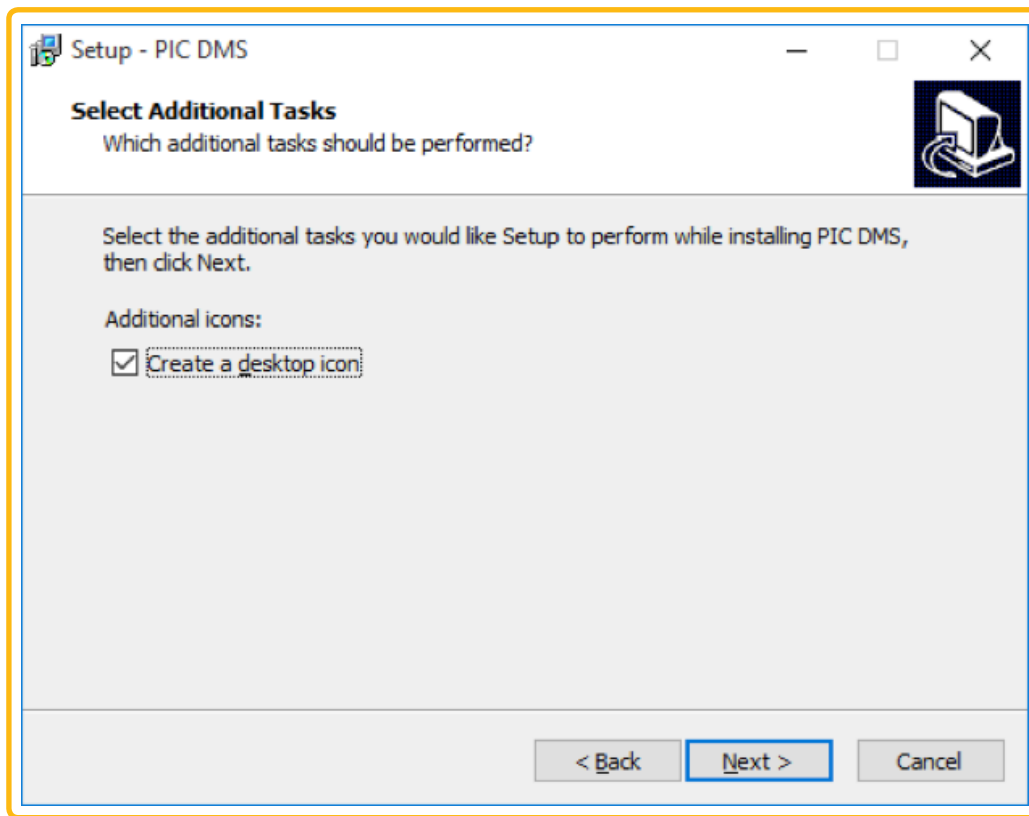 Setup - PIC DMS
Select Additional Tasks
Which additional tasks should be performed?
Select the additional tasks you would like Setup to perform while installing PIC DMS,
then click Next.
Additional icons:
Create a desktop icon
< Back
Next >
Cancel